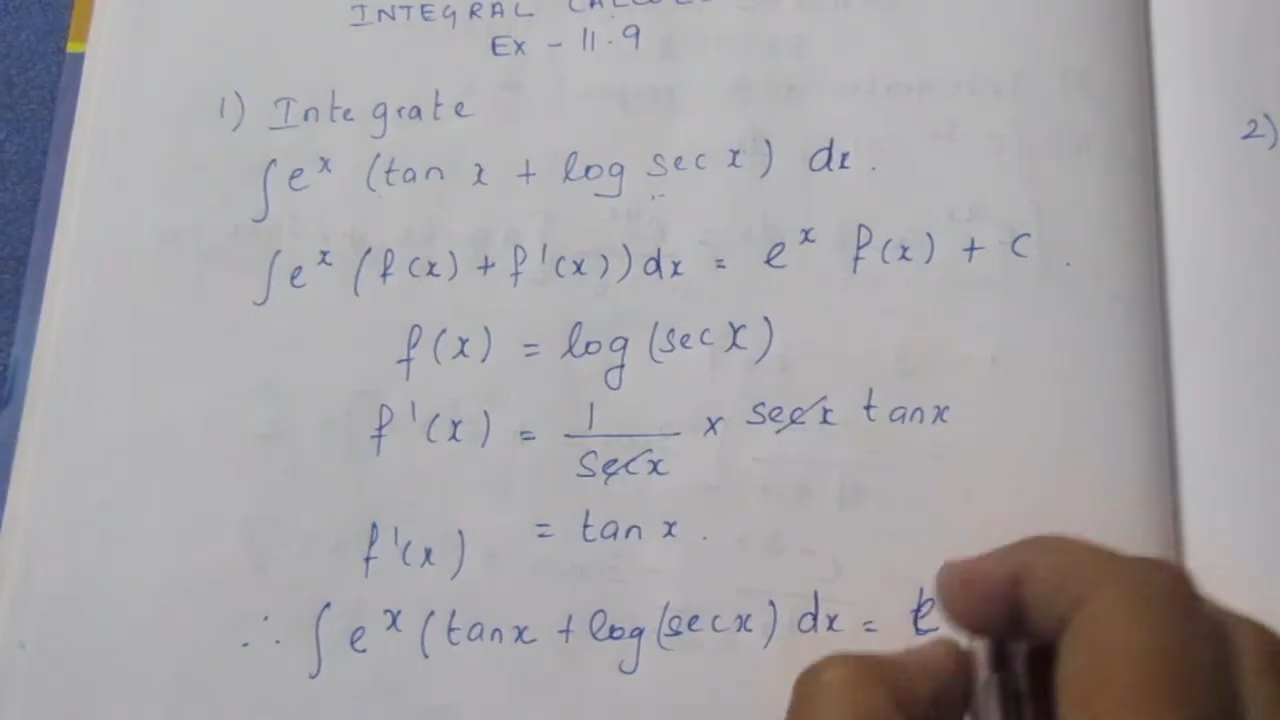 INTEGRAL
Ex - 11.9
1) Integrate
∫ e^x (tan x + log sec x) dx.
∫ e^x (f(x) + f'(x)) dx = e^x f(x) + c.
f(x) = log (sec x)
f'(x) = 1/sec x × sec x tan x
f'(x) = tan x.
∴ ∫ e^x (tan x + log (sec x) dx = e
2)